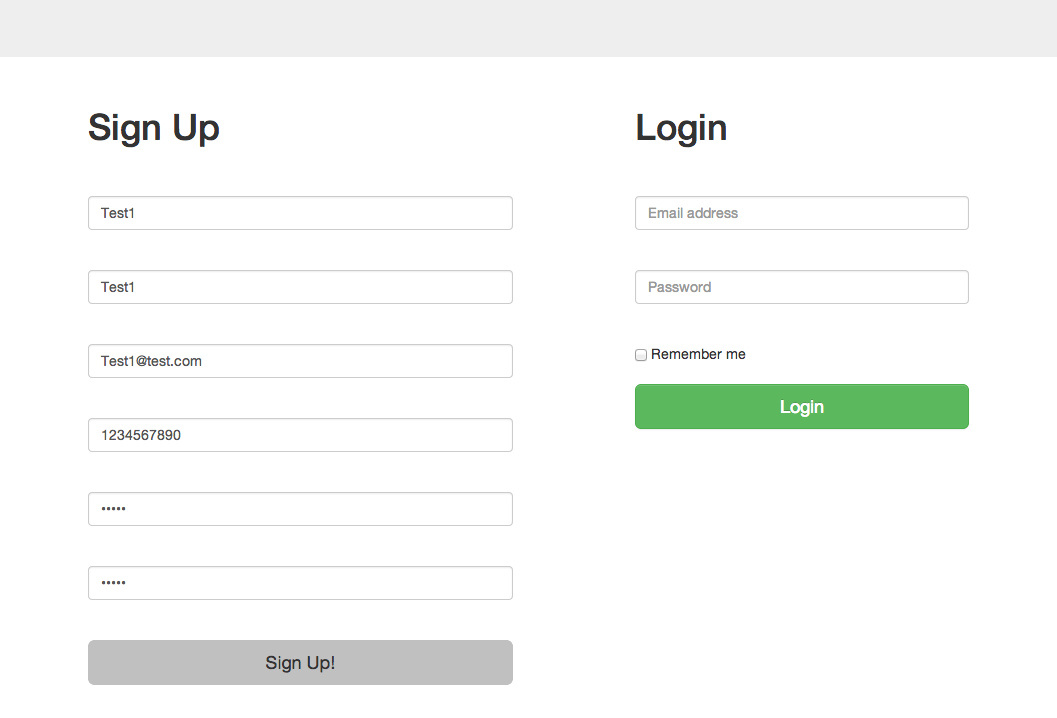 Sign Up
Test1
Test1
Test1@test.com
1234567890
•••••
•••••
Sign Up!
Login
Email address
Password
Remember me
Login